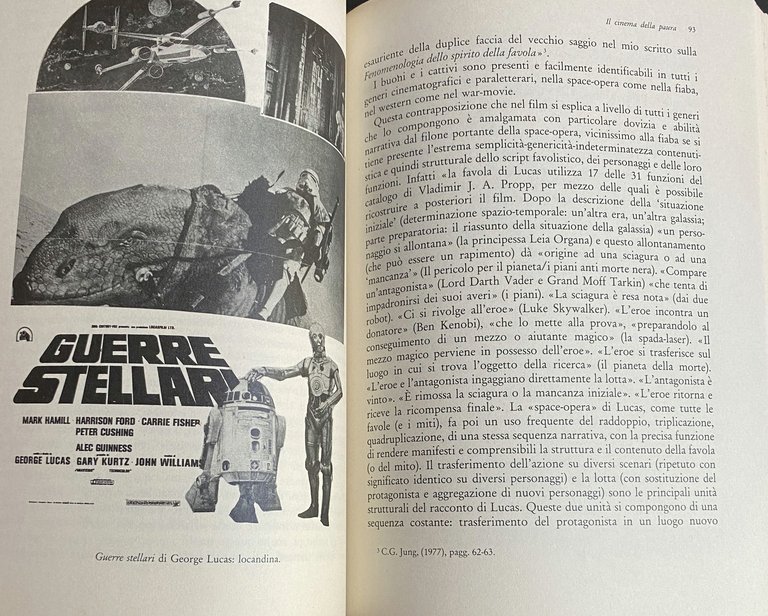 20th CENTURY-FOX presenta un film LUCASFILM LTD.
GUERRE
STELLARI
MARK HAMILL · HARRISON FORD · CARRIE FISHER
PETER CUSHING
ALEC GUINNESS
GEORGE LUCAS GARY KURTZ JOHN WILLIAMS
PANAVISION TECHNICOLOR
Guerre stellari di George Lucas: locandina.
Il cinema della paura 93
esauriente della duplice faccia del vecchio saggio nel mio scritto sulla
Fenomenologia dello spirito della favola»³.
I buoni e i cattivi sono presenti e facilmente identificabili in tutti i
generi cinematografici e paraletterari, nella space-opera come nella fiaba,
nel western come nel war-movie.
Questa contrapposizione che nel film si esplica a livello di tutti i generi
che lo compongono è amalgamata con particolare dovizia e abilità
narrativa dal filone portante della space-opera, vicinissimo alla fiaba se si
tiene presente l'estrema semplicità-genericità-indeterminatezza contenuti-
stica e quindi strutturale dello script favolistico, dei personaggi e delle loro
funzioni. Infatti «la favola di Lucas utilizza 17 delle 31 funzioni del
catalogo di Vladimir J. A. Propp, per mezzo delle quali è possibile
ricostruire a posteriori il film. Dopo la descrizione della 'situazione
iniziale' (determinazione spazio-temporale: un'altra era, un'altra galassia;
parte preparatoria: il riassunto della situazione della galassia) «un perso-
naggio si allontana» (la principessa Leia Organa) e questo allontanamento
(che può essere un rapimento) dà «origine ad una sciagura o ad una
'mancanza'» (Il pericolo per il pianeta/i piani anti morte nera). «Compare
un'antagonista» (Lord Darth Vader e Grand Moff Tarkin) «che tenta di
impadronirsi dei suoi averi» (i piani). «La sciagura è resa nota» (dai due
robot). «Ci si rivolge all'eroe» (Luke Skywalker). «L'eroe incontra un
donatore» (Ben Kenobi), «che lo mette alla prova», «preparandolo al
conseguimento di un mezzo o aiutante magico» (la spada-laser). «Il
mezzo magico perviene in possesso dell'eroe». «L'eroe si trasferisce sul
luogo in cui si trova l'oggetto della ricerca» (il pianeta della morte).
«L'eroe e l'antagonista ingaggiano direttamente la lotta». «L'antagonista è
vinto». «È rimossa la sciagura o la mancanza iniziale». «L'eroe ritorna e
riceve la ricompensa finale». La «space-opera» di Lucas, come tutte le
favole (e i miti), fa poi un uso frequente del raddoppio, triplicazione,
quadruplicazione, di una stessa sequenza narrativa, con la precisa funzione
di rendere manifesti e comprensibili la struttura e il contenuto della favola
(o del mito). Il trasferimento dell'azione su diversi scenari (ripetuto con
significato identico su diversi personaggi) e la lotta (con sostituzione del
protagonista e aggregazione di nuovi personaggi) sono le principali unità
strutturali del racconto di Lucas. Queste due unità si compongono di una
sequenza costante: trasferimento del protagonista in un luogo nuovo
³ C.G. Jung, (1977), pagg. 62-63.